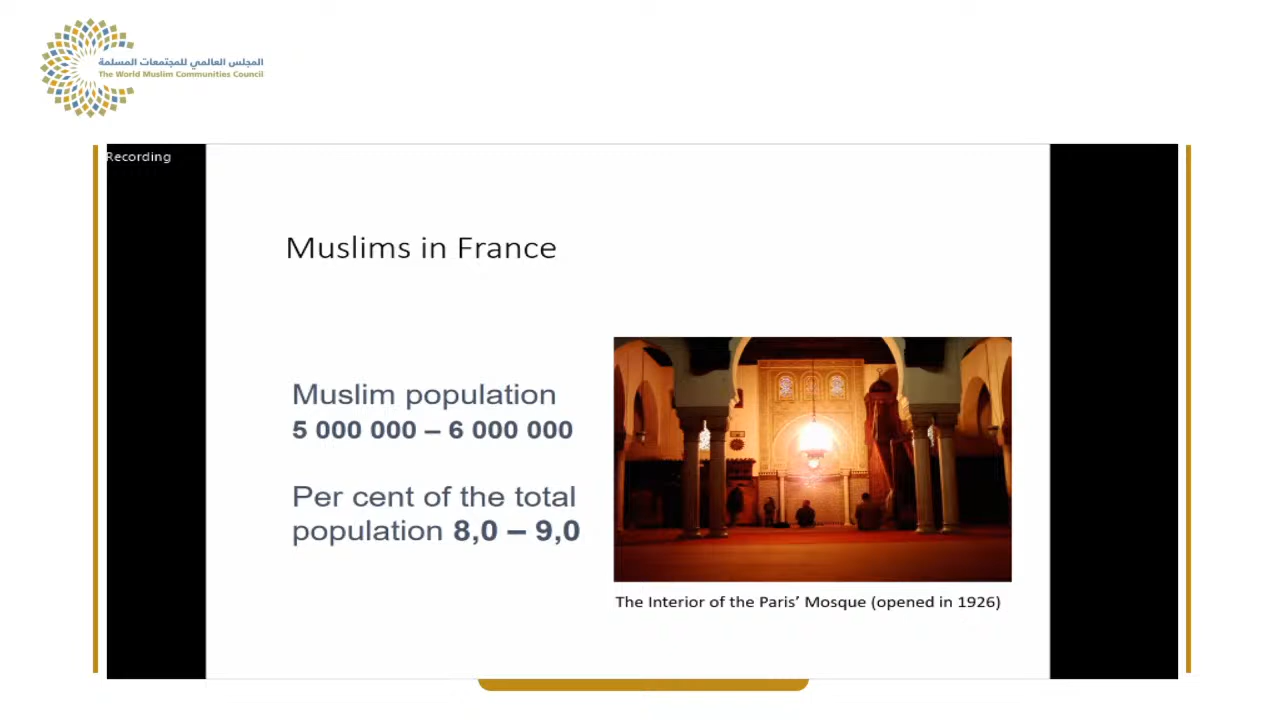 المجلس العالمي للمجتمعات المسلمة
The World Muslim Communities Council
Recording
Muslims in France
Muslim population
5 000 000 – 6 000 000
Per cent of the total
population 8,0 – 9,0
The Interior of the Paris’ Mosque (opened in 1926)